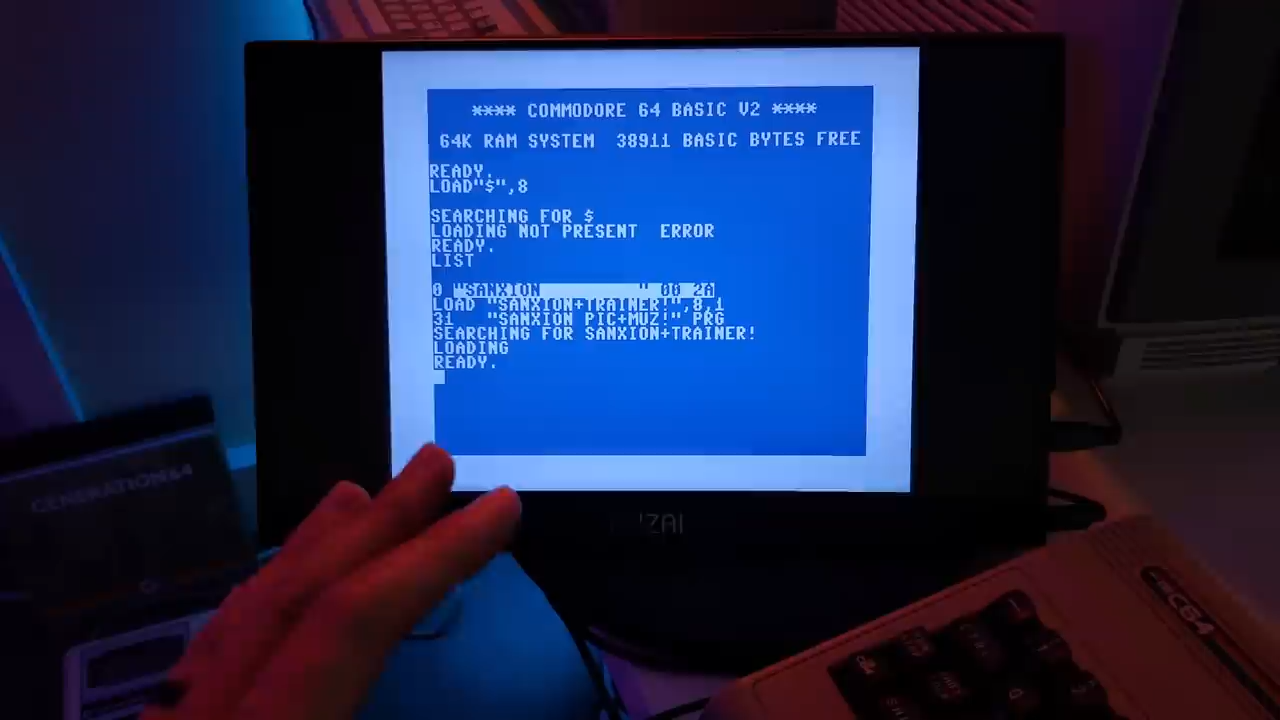 **** COMMODORE 64 BASIC V2 ****
64K RAM SYSTEM  38911 BASIC BYTES FREE
READY.
LOAD"$",8
SEARCHING FOR $
LOADING NOT PRESENT  ERROR
READY.
LIST
0 "SANXION          " 00 2A
LOAD "SANXION+TRAINER!",8,1
31   "SANXION PIC+MUZ!" PRG
SEARCHING FOR SANXION+TRAINER!
LOADING
READY.
GENERATION64
C64